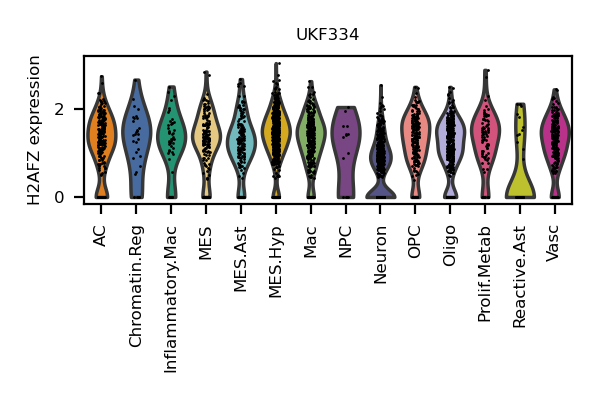 UKF334
H2AFZ expression
2
0
AC
Chromatin.Reg
Inflammatory.Mac
MES
MES.Ast
MES.Hyp
Mac
NPC
Neuron
OPC
Oligo
Prolif.Metab
Reactive.Ast
Vasc